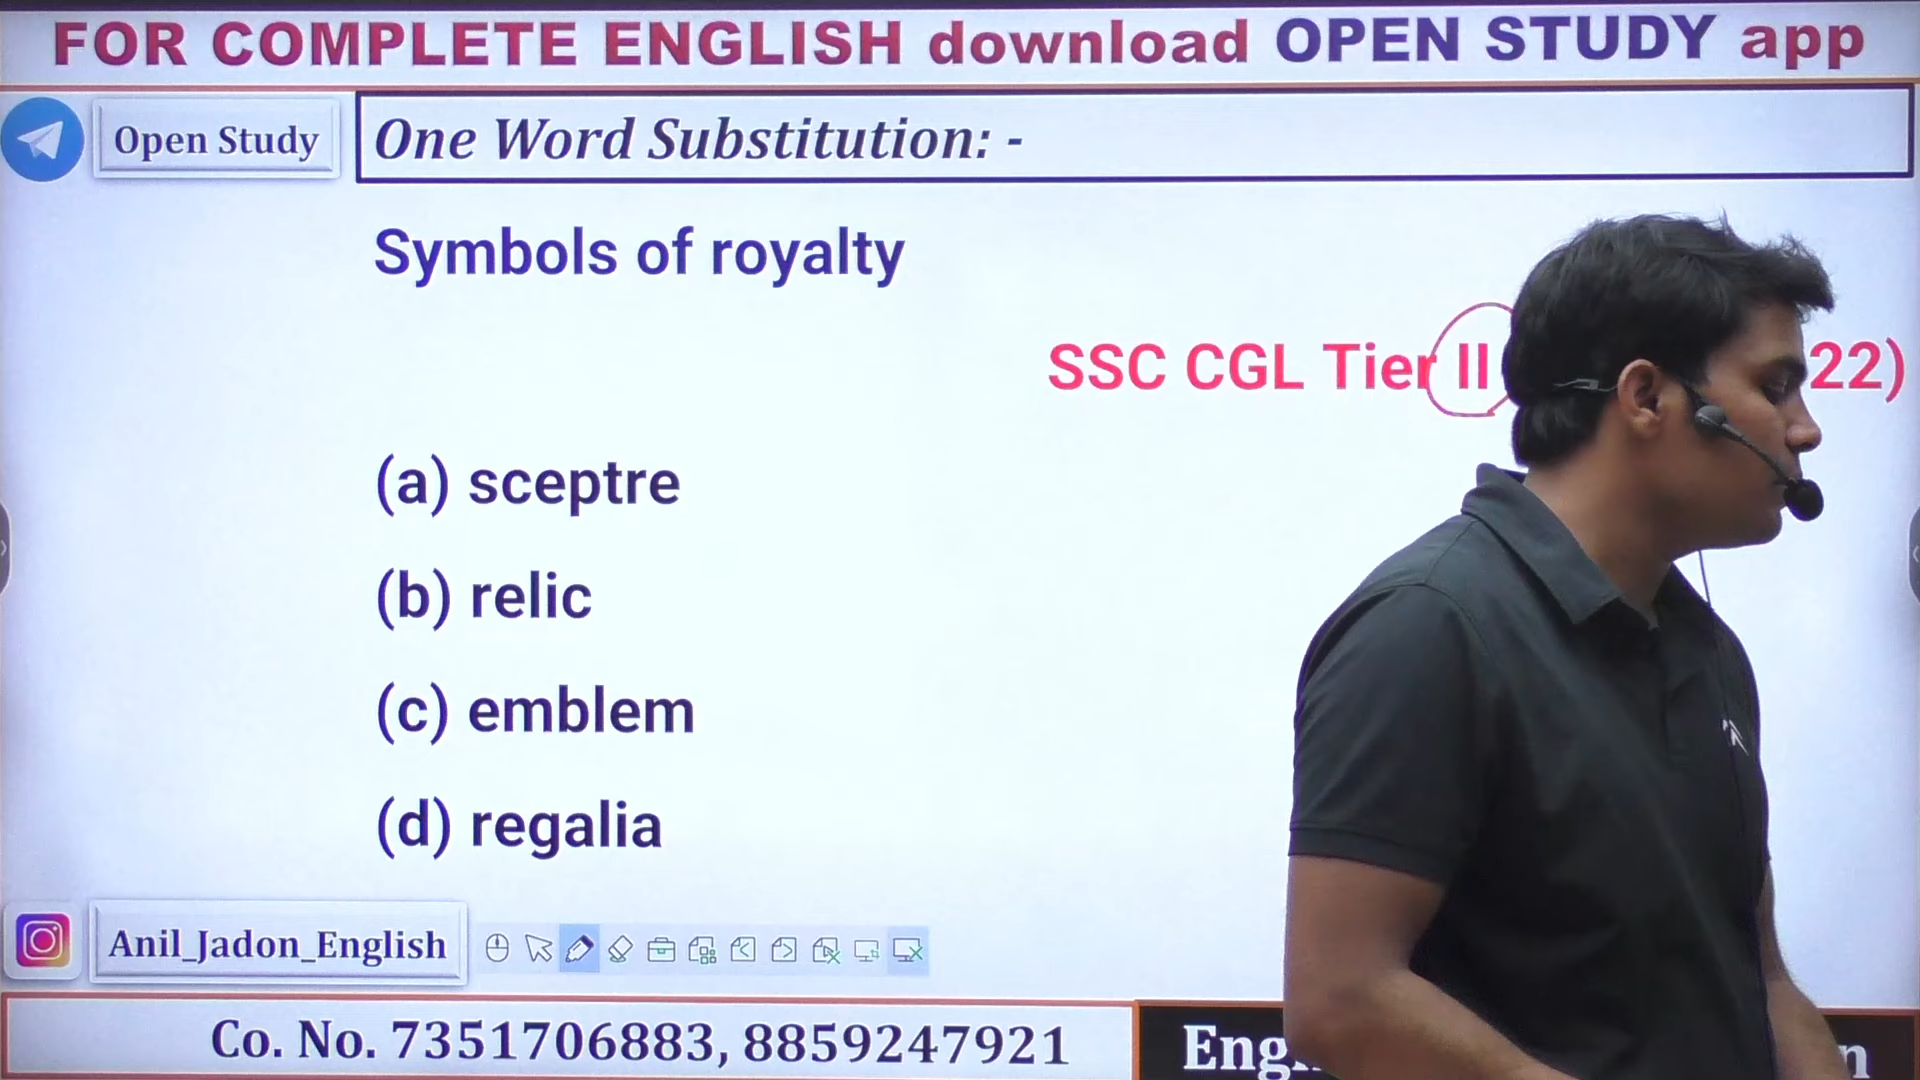 FOR COMPLETE ENGLISH download OPEN STUDY app
Open Study
One Word Substitution: -
Symbols of royalty
SSC CGL Tier II 22)
(a) sceptre
(b) relic
(c) emblem
(d) regalia
Anil_Jadon_English
Co. No. 7351706883, 8859247921